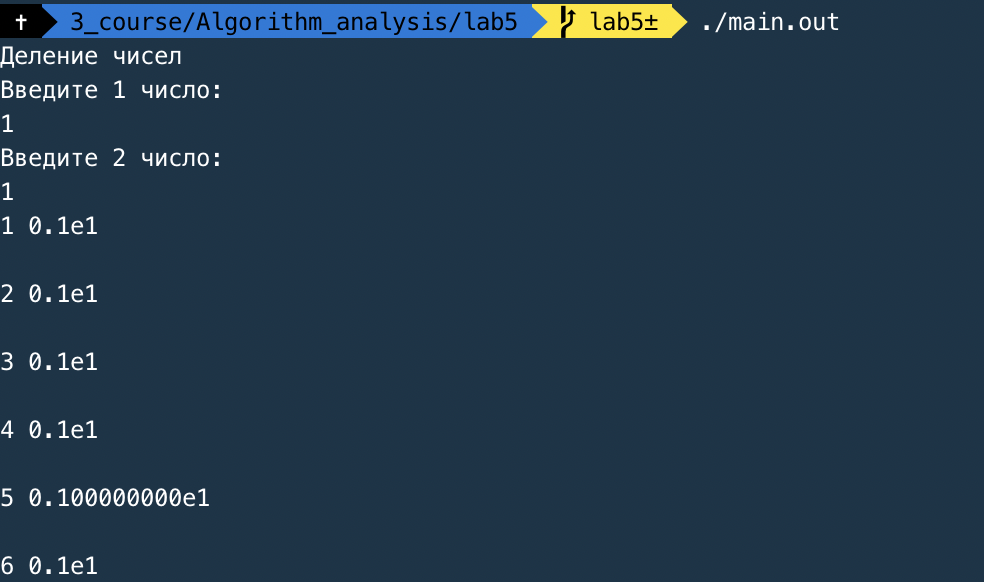 ✝ 3_course/Algorithm_analysis/lab5 lab5± ./main.out
Деление чисел
Введите 1 число:
1
Введите 2 число:
1
1 0.1e1
2 0.1e1
3 0.1e1
4 0.1e1
5 0.100000000e1
6 0.1e1